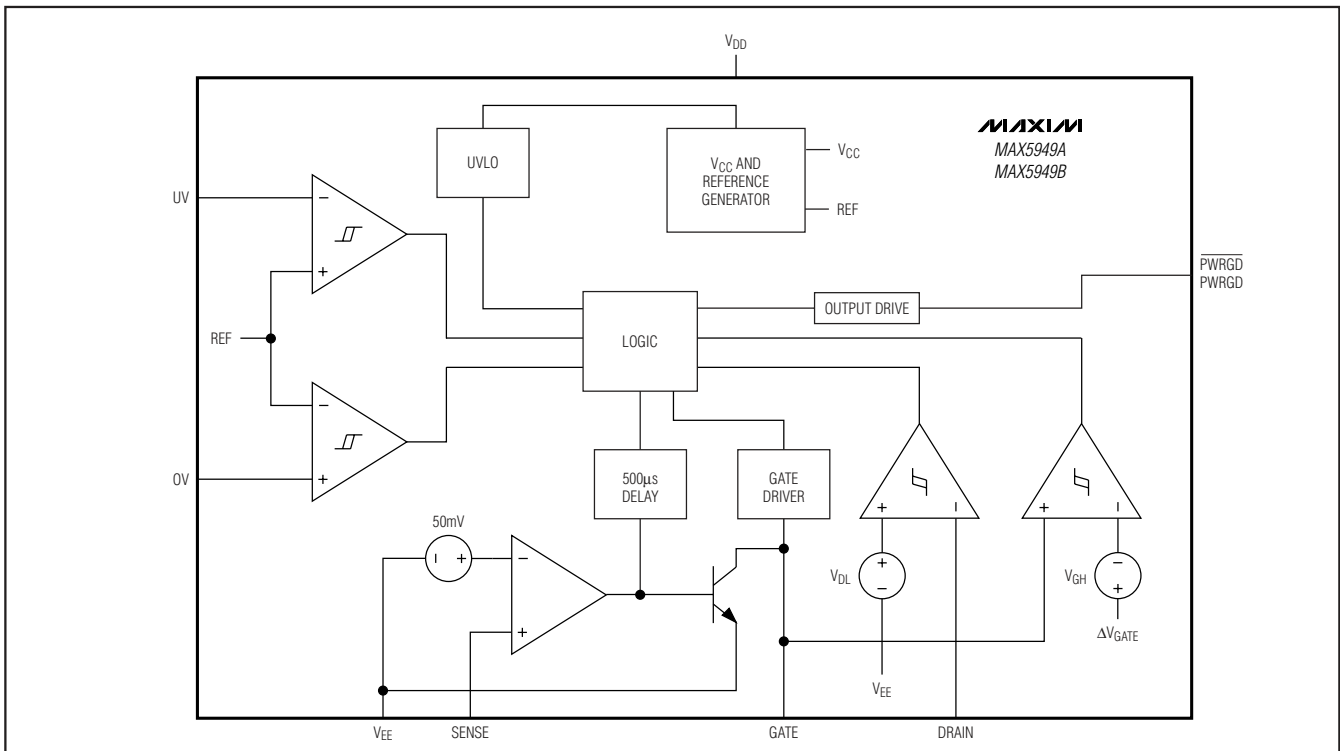 VDD
MAXIM
MAX5949A
MAX5949B
UVLO
VCC AND
REFERENCE
GENERATOR
VCC
REF
UV
−
+
PWRGD
PWRGD
OUTPUT DRIVE
LOGIC
REF
−
+
OV
500μs
DELAY
GATE
DRIVER
+
−
+
−
50mV
−
+
−
+
VDL
+
−
VGH
−
+
ΔVGATE
VEE
VEE
SENSE
GATE
DRAIN